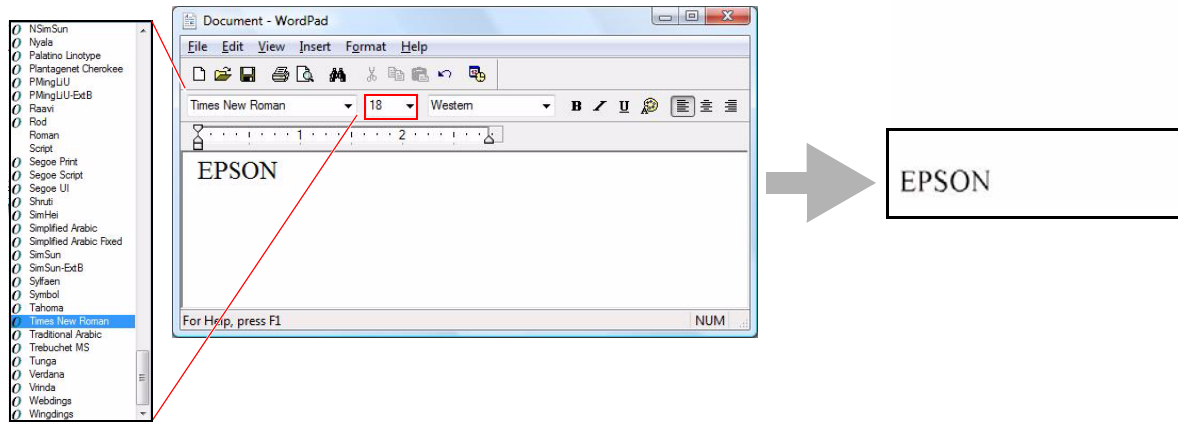 NSimSun
Nyala
Palatino Linotype
Plantagenet Cherokee
PMingLiU
PMingLiU-ExtB
Raavi
Rod
Roman
Script
Segoe Print
Segoe Script
Segoe UI
Shruti
SimHei
Simplified Arabic
Simplified Arabic Fixed
SimSun
SimSun-ExtB
Sylfaen
Symbol
Tahoma
Times New Roman
Traditional Arabic
Trebuchet MS
Tunga
Verdana
Vrinda
Webdings
Wingdings
Document - WordPad
File Edit View Insert Format Help
Times New Roman 18 Western B I U
1 2
EPSON
For Help, press F1 NUM
EPSON